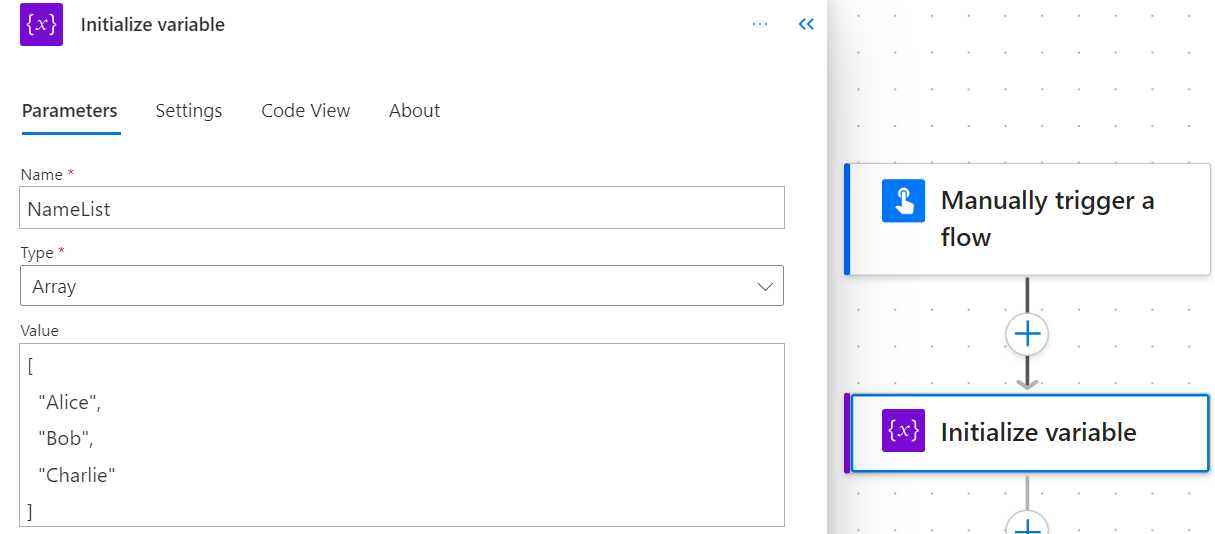 {x} Initialize variable
Parameters Settings Code View About
Name *
NameList
Type *
Array
Value
[
"Alice",
"Bob",
"Charlie"
]
Manually trigger a
flow
{x} Initialize variable